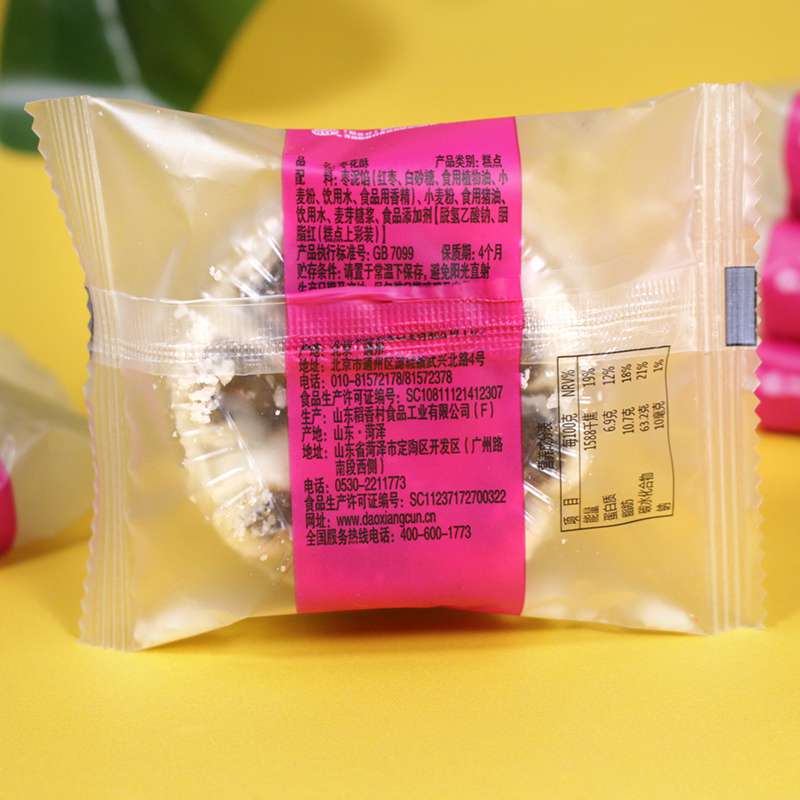 名：枣花酥 产品类别：糕点
配 料：枣泥馅（红枣、白砂糖、食用植物油、小
麦粉、饮用水、食品用香精）、小麦粉、食用猪油、
饮用水、麦芽糖浆、食品添加剂【脱氢乙酸钠、胭
脂红（糕点上彩装）】
产品执行标准号：GB 7099 保质期：4个月
贮存条件：请置于常温下保存，避免阳光直射
地址：北京市通州区漷县镇武兴北路4号
电话：010-81572178/81572378
食品生产许可证编号：SC10811121412307
生产：山东稻香村食品工业有限公司（F）
产地：山东·菏泽
地址：山东省菏泽市定陶区开发区（广州路
南段西侧）
电话：0530-2211773
食品生产许可证编号：SC11237172700322
网址：www.daoxiangcun.cn
全国服务热线电话：400-600-1773
营养成分表
项目 每100克 NRV%
能量 1588千焦 19%
蛋白质 6.9克 12%
脂肪 10.7克 18%
碳水化合物 63.2克 21%
钠 10毫克 1%